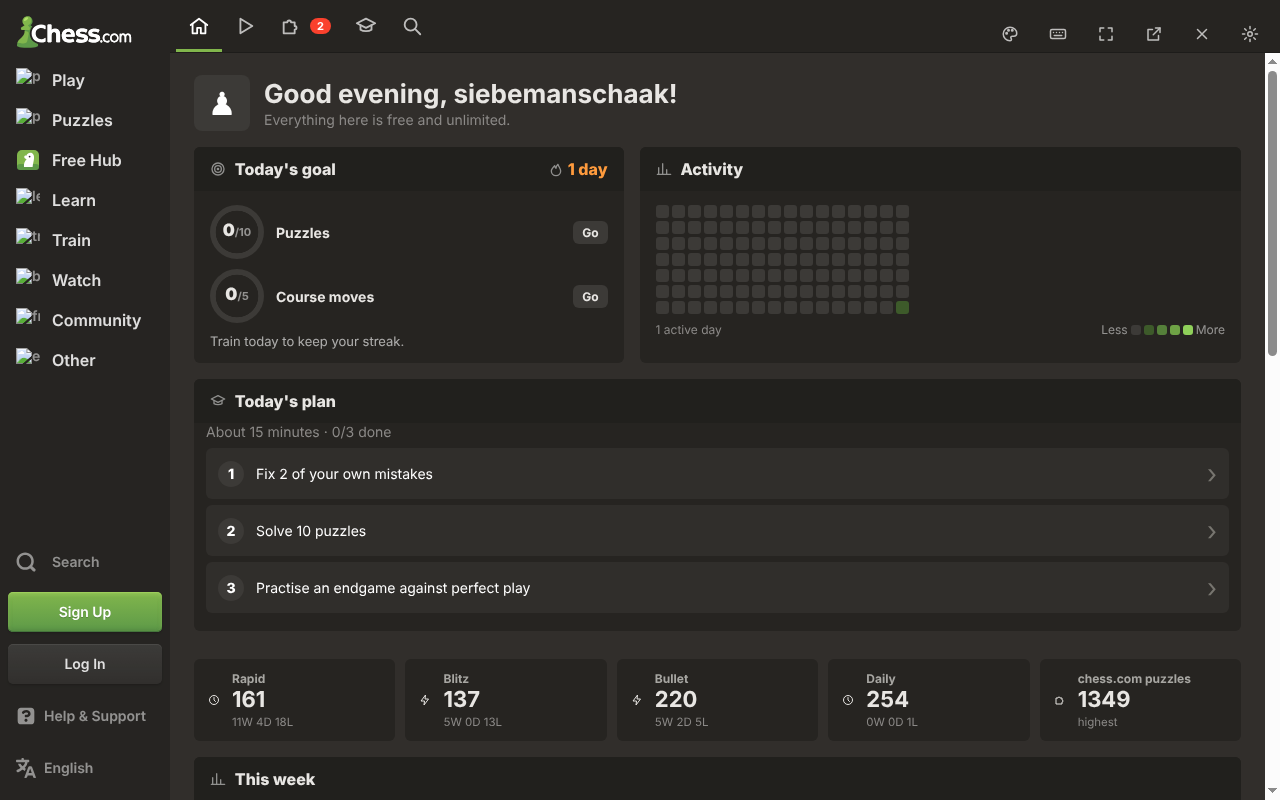 Chess.com
Play
Puzzles
Free Hub
Learn
Train
Watch
Community
Other
Search
Sign Up
Log In
Help & Support
English
2
Good evening, siebemanschaak!
Everything here is free and unlimited.
Today's goal
1 day
0/10
Puzzles
Go
0/5
Course moves
Go
Train today to keep your streak.
Activity
1 active day
Less
More
Today's plan
About 15 minutes · 0/3 done
1
Fix 2 of your own mistakes
2
Solve 10 puzzles
3
Practise an endgame against perfect play
Rapid
161
11W 4D 18L
Blitz
137
5W 0D 13L
Bullet
220
5W 2D 5L
Daily
254
0W 0D 1L
chess.com puzzles
1349
highest
This week